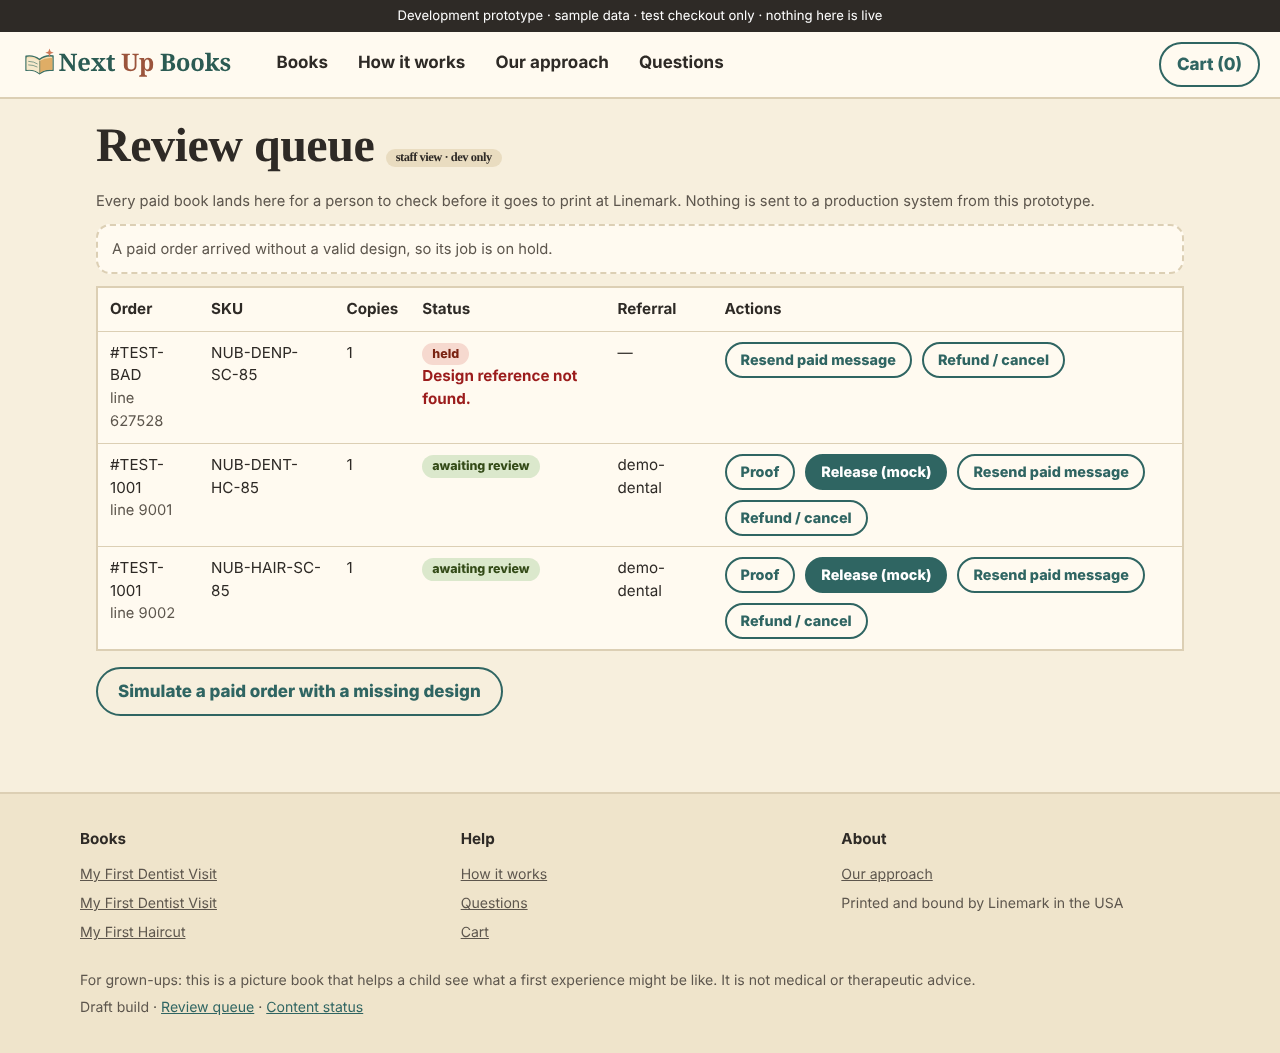 Development prototype · sample data · test checkout only · nothing here is live
Next Up Books
Books
How it works
Our approach
Questions
Cart (0)
Review queue staff view · dev only
Every paid book lands here for a person to check before it goes to print at Linemark. Nothing is sent to a production system from this prototype.
A paid order arrived without a valid design, so its job is on hold.
Order SKU Copies Status Referral Actions
#TEST-
BAD
line
627528
NUB-DENP-
SC-85
1
held
Design reference not
found.
—
Resend paid message
Refund / cancel
#TEST-
1001
line 9001
NUB-DENT-
HC-85
1
awaiting review
demo-
dental
Proof
Release (mock)
Resend paid message
Refund / cancel
#TEST-
1001
line 9002
NUB-HAIR-SC-
85
1
awaiting review
demo-
dental
Proof
Release (mock)
Resend paid message
Refund / cancel
Simulate a paid order with a missing design
Books
My First Dentist Visit
My First Dentist Visit
My First Haircut
Help
How it works
Questions
Cart
About
Our approach
Printed and bound by Linemark in the USA
For grown-ups: this is a picture book that helps a child see what a first experience might be like. It is not medical or therapeutic advice.
Draft build · Review queue · Content status